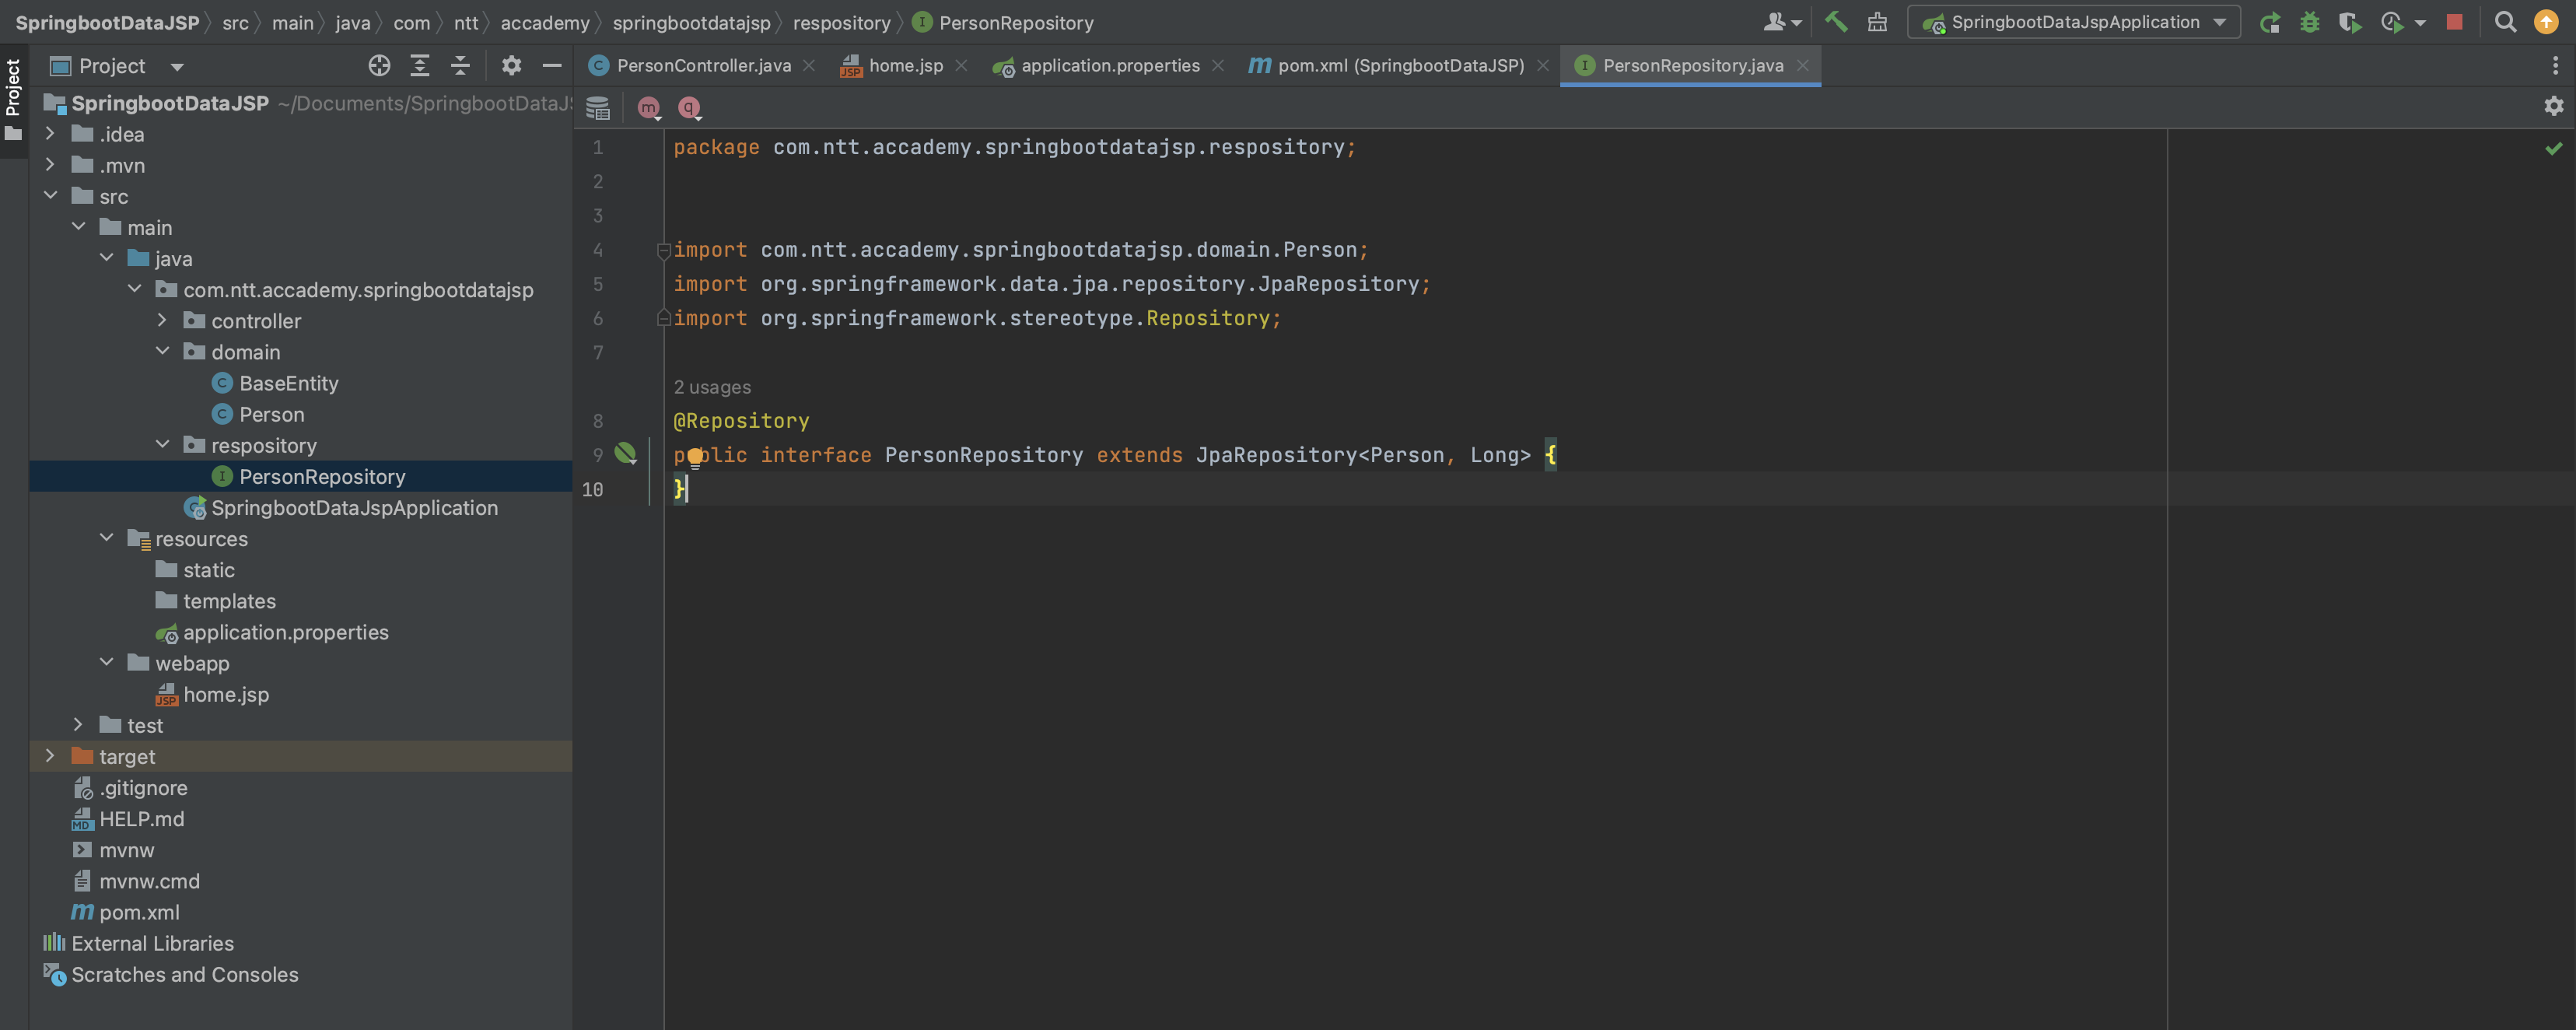 SpringbootDataJSP src main java com ntt accademy springbootdatajsp respository I PersonRepository SpringbootDataJspApplication
Project
Project
C PersonController.java JSP home.jsp application.properties m pom.xml (SpringbootDataJSP) I PersonRepository.java
m q
SpringbootDataJSP ~/Documents/SpringbootDataJS
.idea
.mvn
src
main
java
com.ntt.accademy.springbootdatajsp
controller
domain
C BaseEntity
C Person
respository
I PersonRepository
SpringbootDataJspApplication
resources
static
templates
application.properties
webapp
JSP home.jsp
test
target
.gitignore
MD HELP.md
mvnw
mvnw.cmd
m pom.xml
External Libraries
Scratches and Consoles
1 package com.ntt.accademy.springbootdatajsp.respository;
2
3
4 import com.ntt.accademy.springbootdatajsp.domain.Person;
5 import org.springframework.data.jpa.repository.JpaRepository;
6 import org.springframework.stereotype.Repository;
7
2 usages
8 @Repository
9 public interface PersonRepository extends JpaRepository<Person, Long> {
10 }